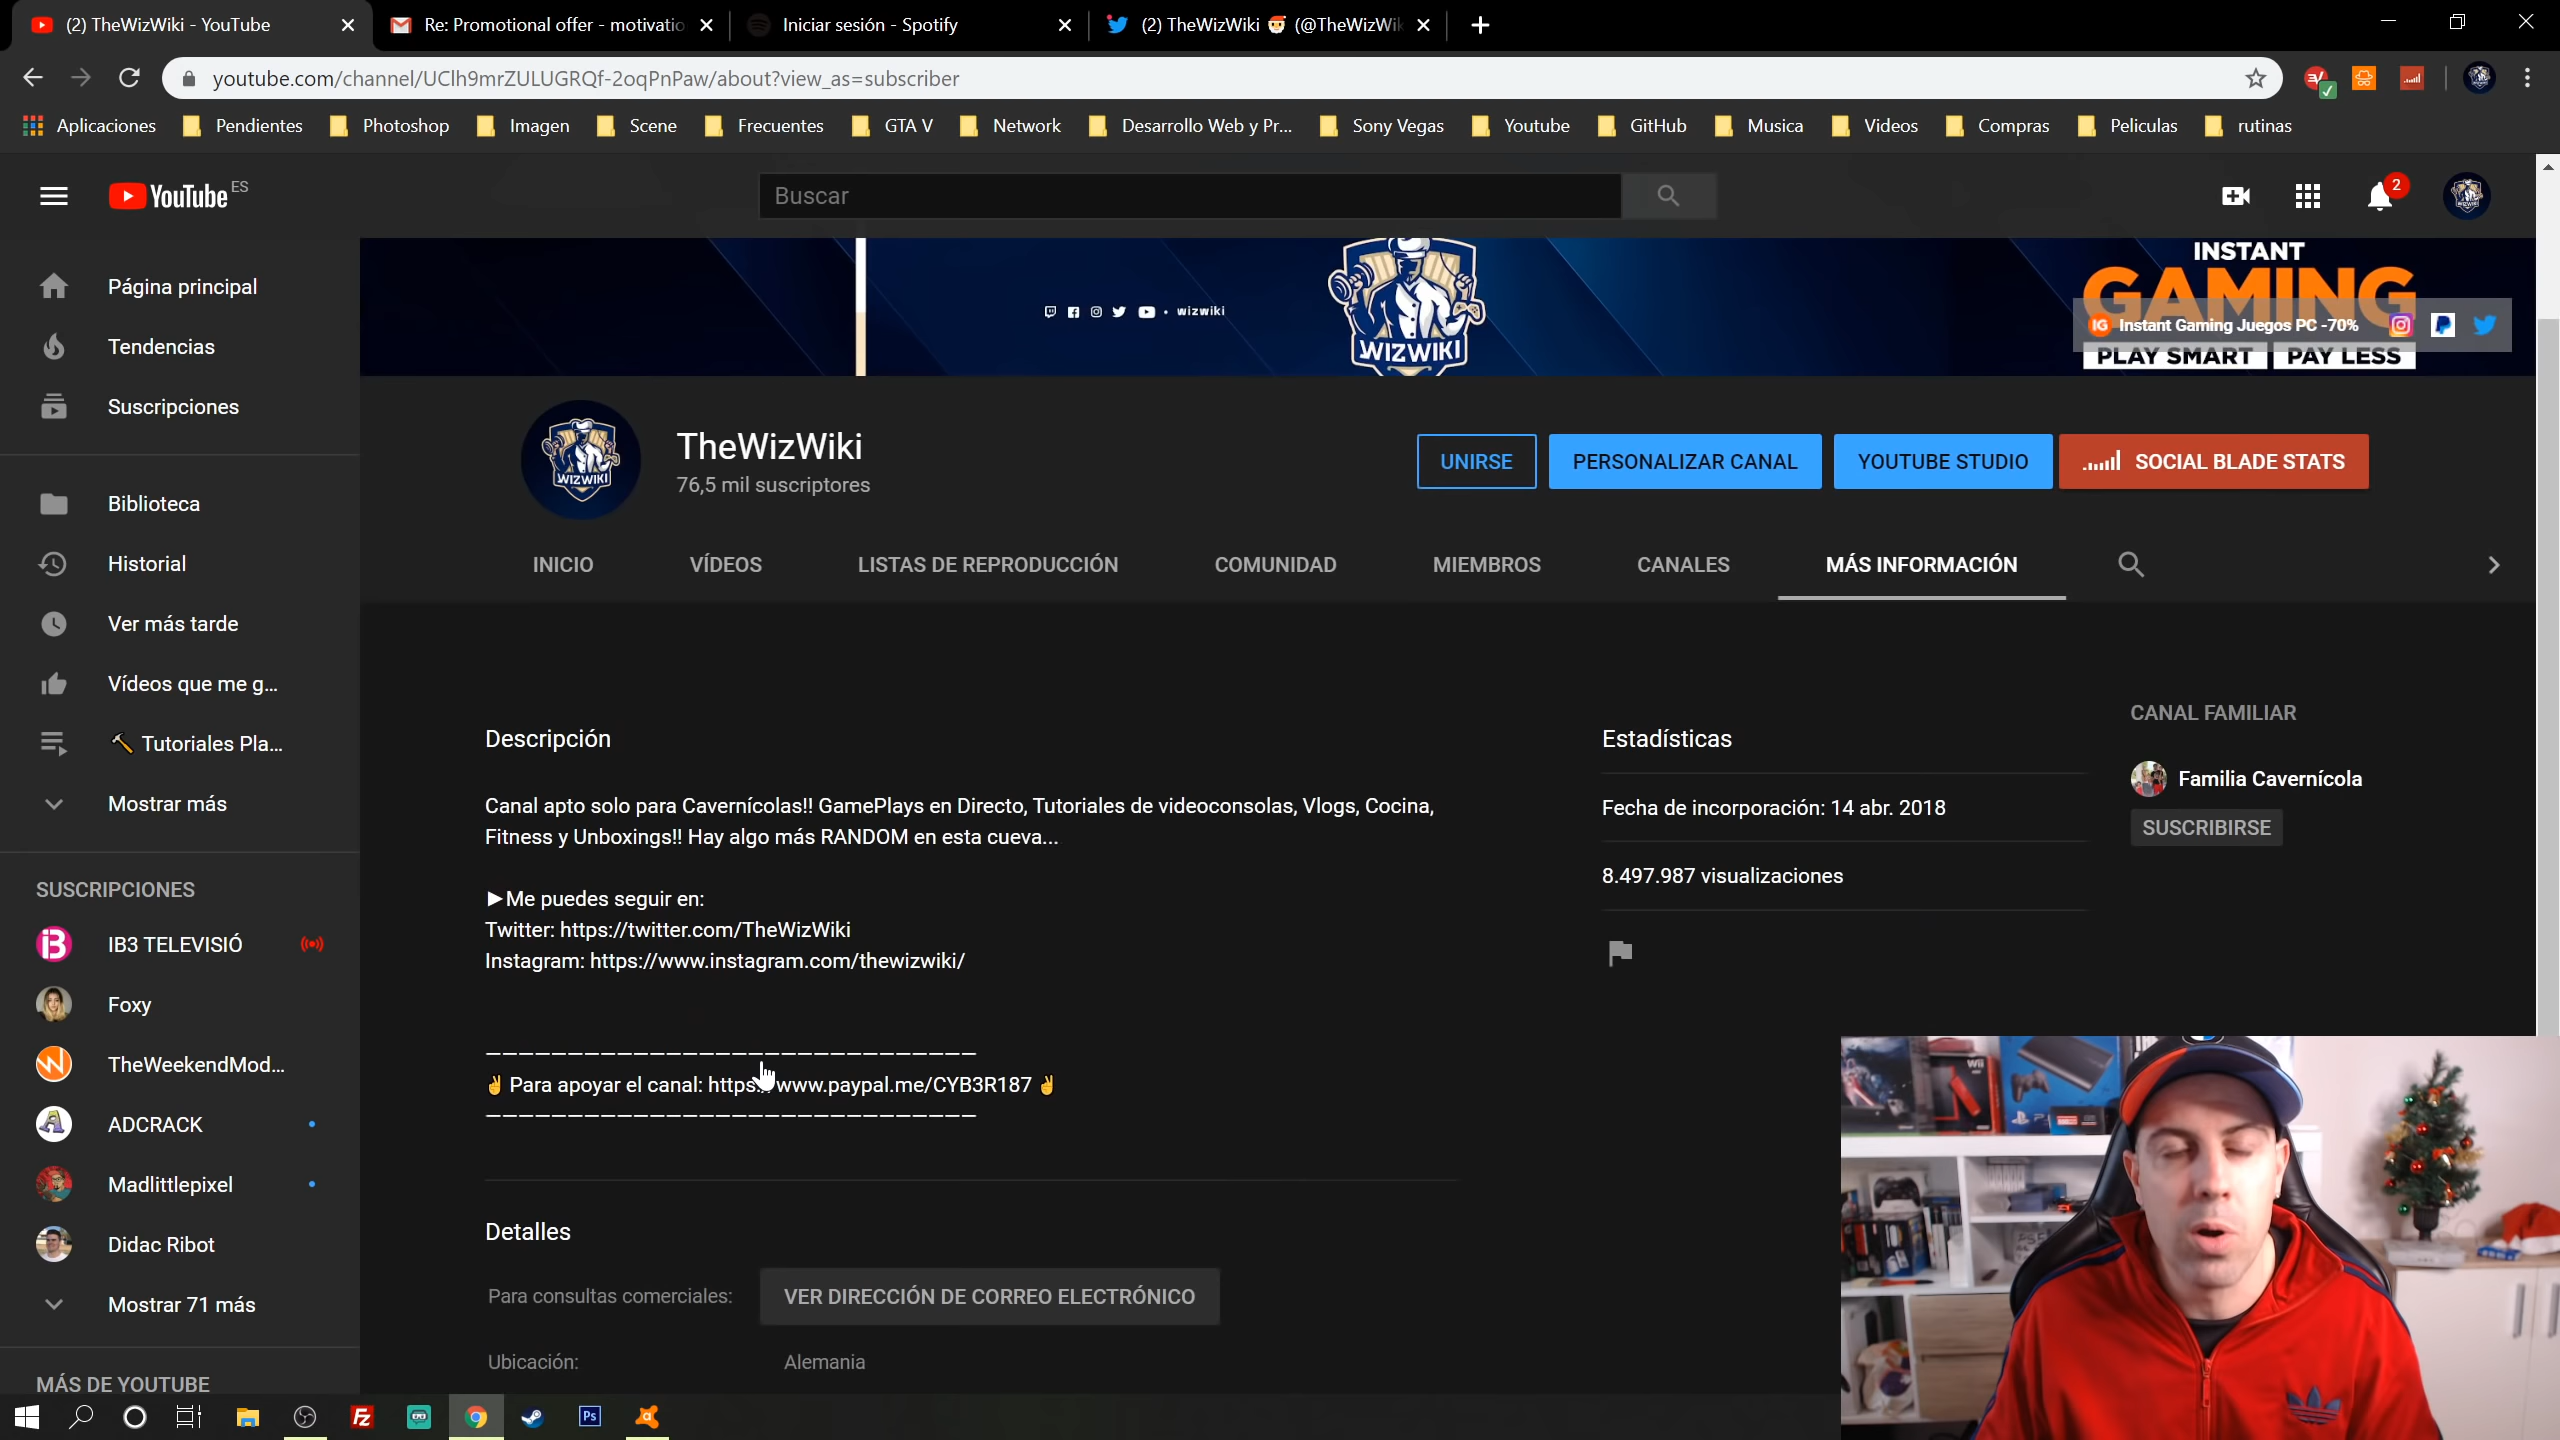 (2) TheWizWiki - YouTube
Re: Promotional offer - motivatio
Iniciar sesión - Spotify
(2) TheWizWiki 🎅 (@TheWizWi
youtube.com/channel/UClh9mrZULUGRQf-2oqPnPaw/about?view_as=subscriber
Aplicaciones
Pendientes
Photoshop
Imagen
Scene
Frecuentes
GTA V
Network
Desarrollo Web y Pr...
Sony Vegas
Youtube
GitHub
Musica
Videos
Compras
Peliculas
rutinas
YouTube ES
Buscar
2
Página principal
Tendencias
Suscripciones
Biblioteca
Historial
Ver más tarde
Vídeos que me g...
🔨 Tutoriales Pla...
Mostrar más
SUSCRIPCIONES
IB3 TELEVISIÓ
Foxy
TheWeekendMod...
ADCRACK
Madlittlepixel
Didac Ribot
Mostrar 71 más
MÁS DE YOUTUBE
wizwiki
WIZWIKI
INSTANT
GAMING
IG Instant Gaming Juegos PC -70%
PLAY SMART PAY LESS
WIZWIKI
TheWizWiki
76,5 mil suscriptores
UNIRSE
PERSONALIZAR CANAL
YOUTUBE STUDIO
SOCIAL BLADE STATS
INICIO
VÍDEOS
LISTAS DE REPRODUCCIÓN
COMUNIDAD
MIEMBROS
CANALES
MÁS INFORMACIÓN
Descripción
Canal apto solo para Cavernícolas!! GamePlays en Directo, Tutoriales de videoconsolas, Vlogs, Cocina,
Fitness y Unboxings!! Hay algo más RANDOM en esta cueva...
►Me puedes seguir en:
Twitter: https://twitter.com/TheWizWiki
Instagram: https://www.instagram.com/thewizwiki/
✌ Para apoyar el canal: https://www.paypal.me/CYB3R187 ✌
Detalles
Para consultas comerciales:
VER DIRECCIÓN DE CORREO ELECTRÓNICO
Ubicación:
Alemania
Estadísticas
Fecha de incorporación: 14 abr. 2018
8.497.987 visualizaciones
CANAL FAMILIAR
Familia Cavernícola
SUSCRIBIRSE
Wii
Fz
Ps